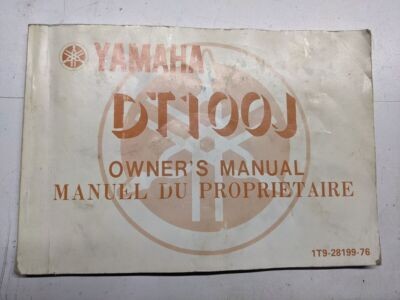 YAMAHA
DT100J
OWNER'S MANUAL
MANUEL DU PROPRIETAIRE
1T9-28199-76